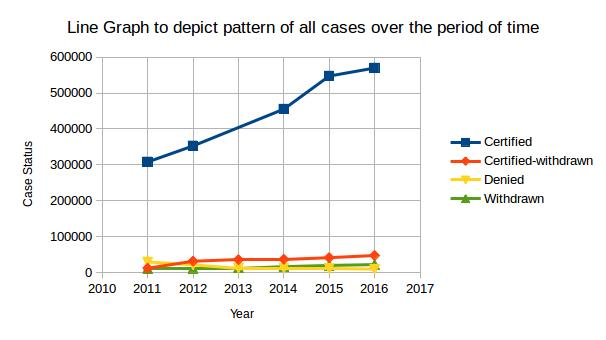 Line Graph to depict pattern of all cases over the period of time
600000
500000
400000
300000
200000
100000
0
Case Status
2010 2011 2012 2013 2014 2015 2016 2017
Year
Certified
Certified-withdrawn
Denied
Withdrawn